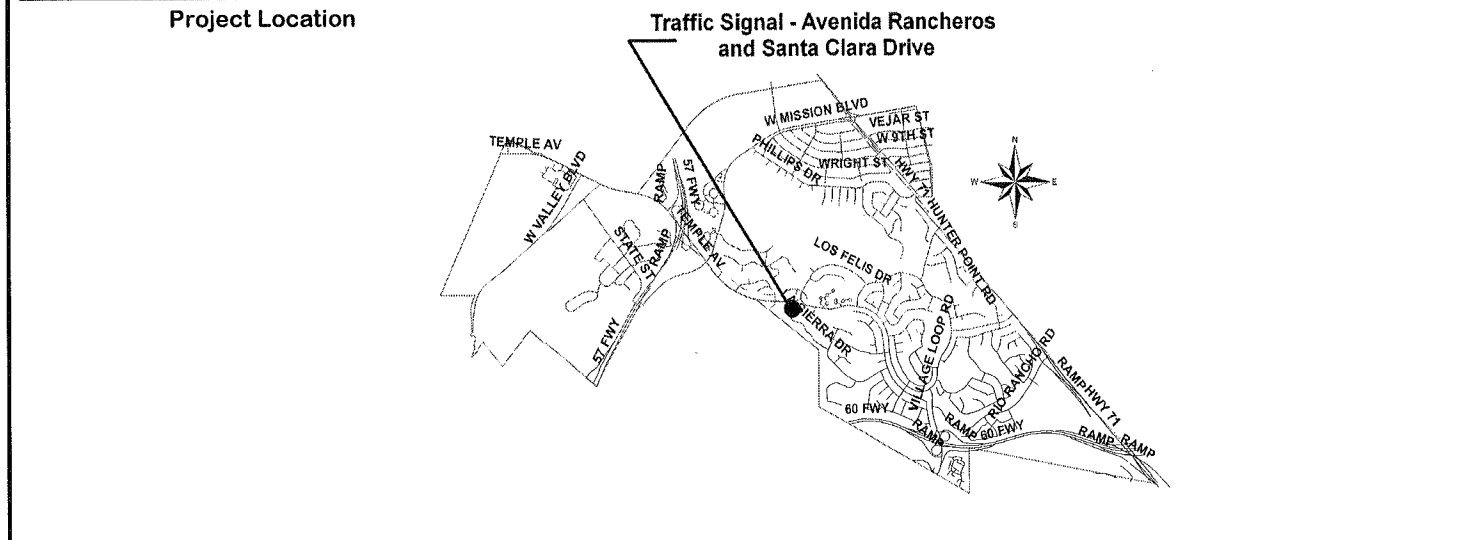 Project Location
Traffic Signal - Avenida Rancheros
and Santa Clara Drive
W MISSION BLVD
VEJAR ST
W 9TH ST
TEMPLE AV
PHILLIPS DR
WRIGHT ST
W VALLEY BLVD
RAMP
57 FWY
HWY 71
HUNTER POINT RD
N
W
E
S
TEMPLE AV
STATE ST
RAMP
LOS FELIS DR
SIERRA DR
57 FWY
VILLAGE LOOP RD
RIO RANCHO RD
RAMP
HWY 71
60 FWY
RAMP
RAMP
60 FWY
RAMP
RAMP